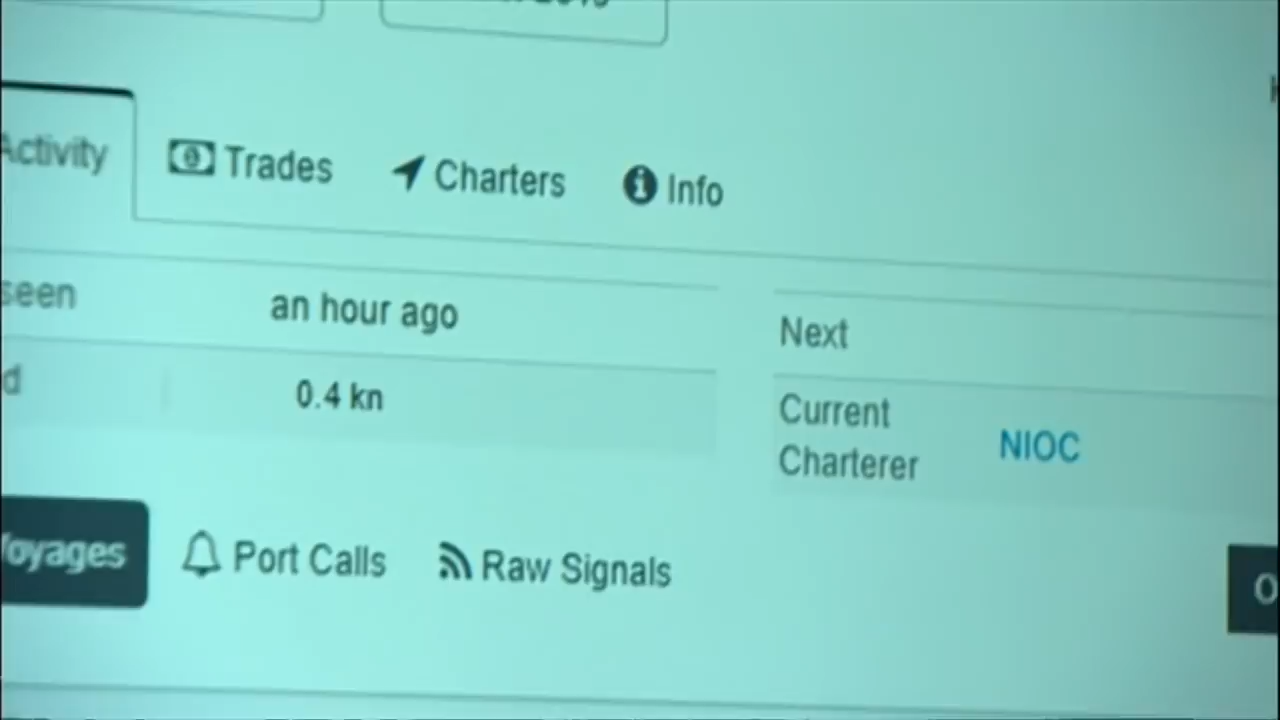 Activity Trades Charters Info
seen an hour ago Next
0.4 kn Current
Charterer NIOC
Voyages Port Calls Raw Signals